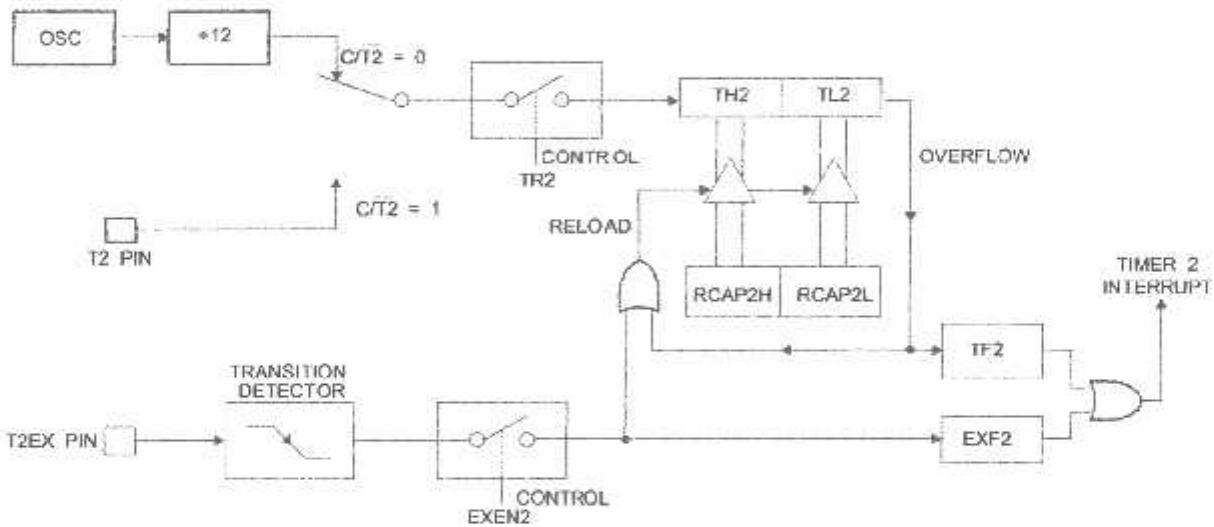 OSC
÷12
C/T2 = 0
TH2
TL2
CONTROL
TR2
OVERFLOW
C/T2 = 1
T2 PIN
RELOAD
RCAP2H
RCAP2L
TIMER 2
INTERRUPT
TF2
TRANSITION
DETECTOR
T2EX PIN
EXF2
CONTROL
EXEN2